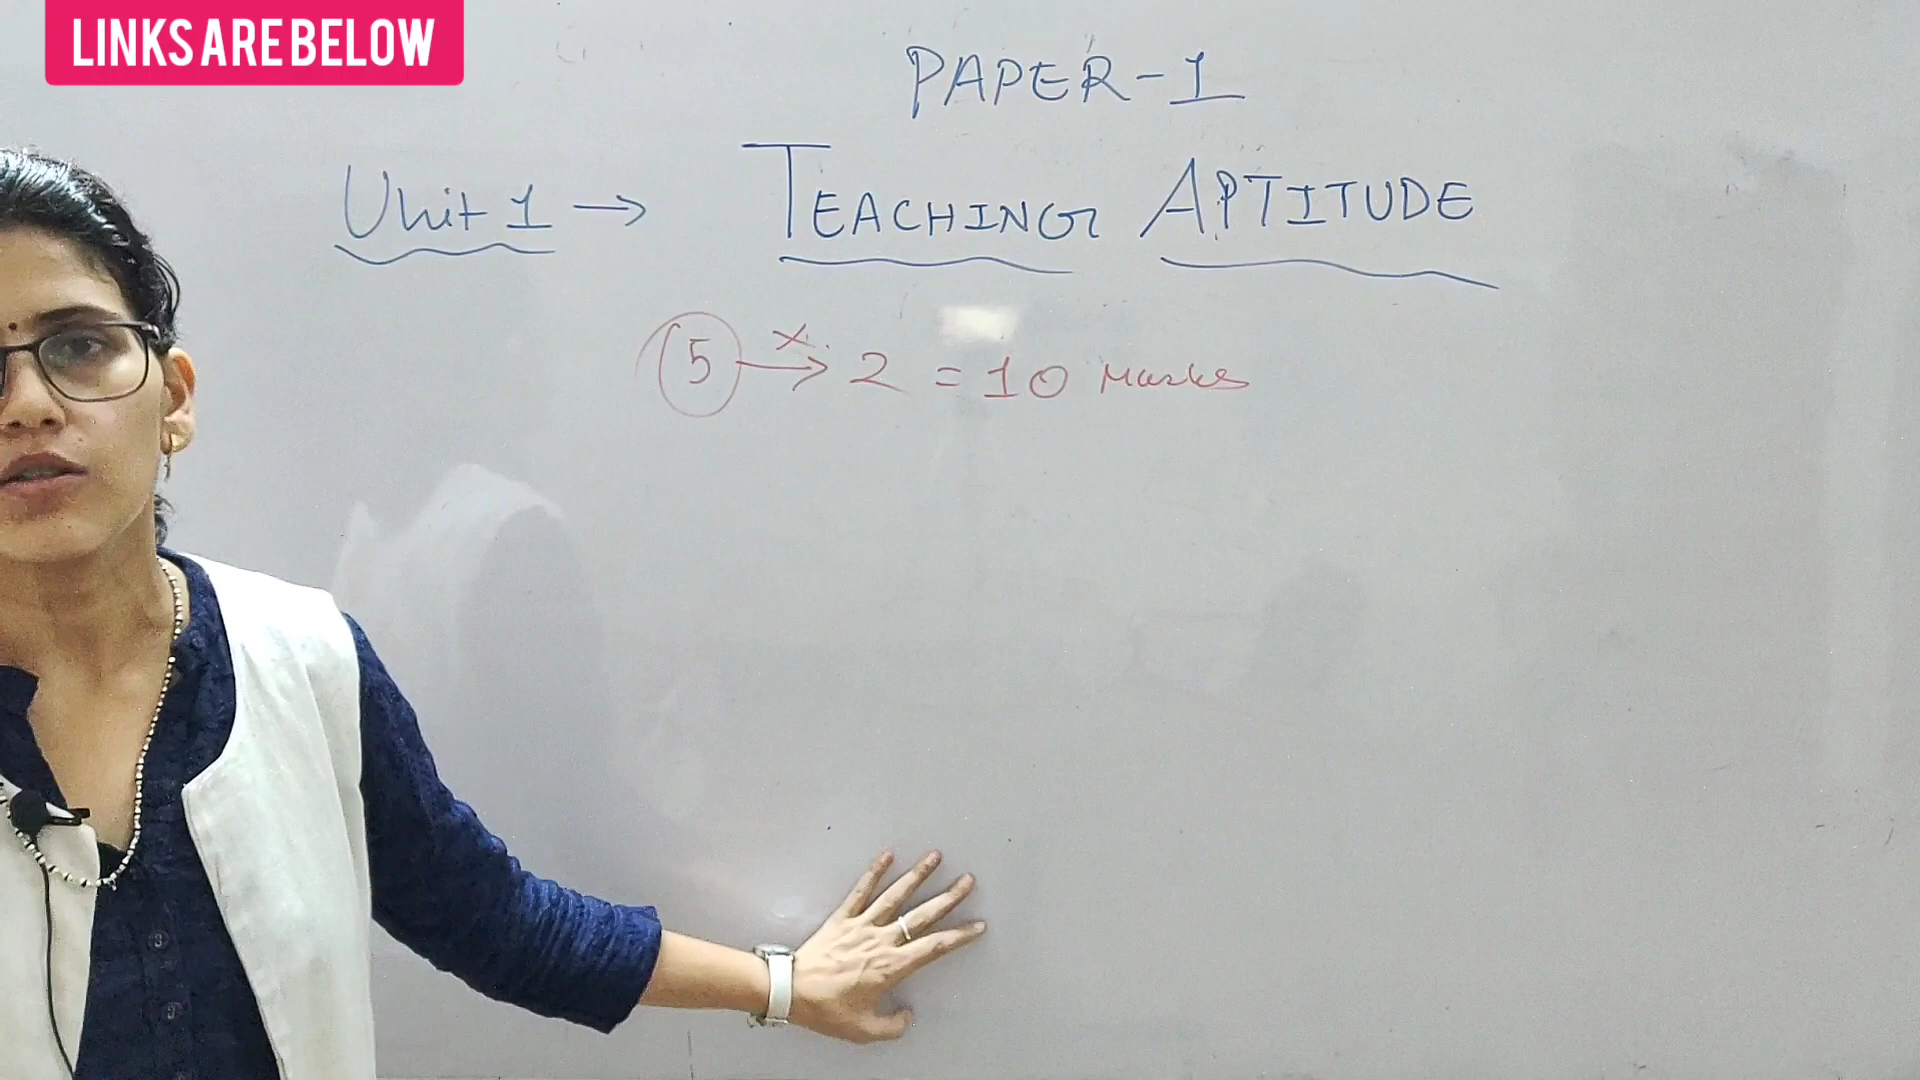 LINKS ARE BELOW
PAPER-1
Unit 1 → TEACHING APTITUDE
5 x→ 2 = 10 Marks